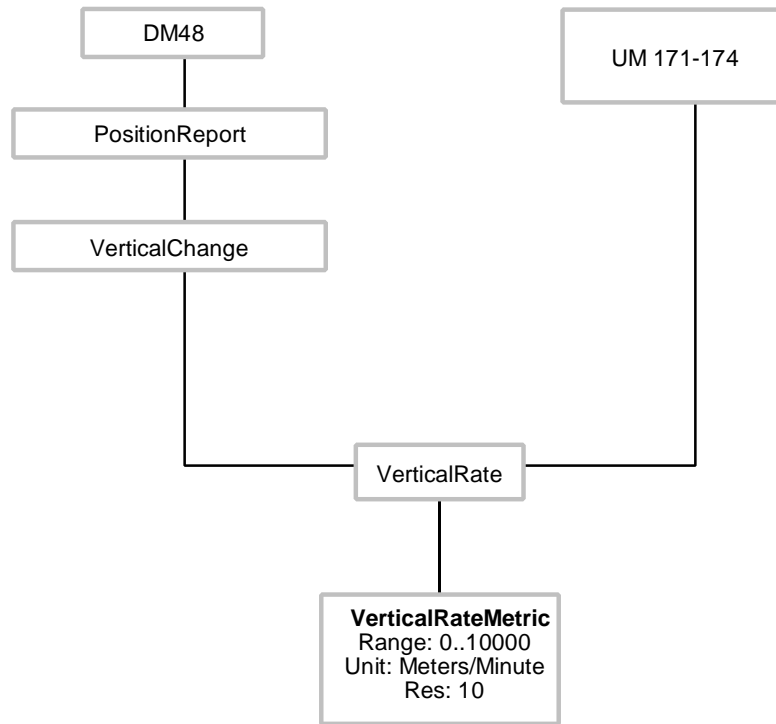 DM48
UM 171-174
PositionReport
VerticalChange
VerticalRate
VerticalRateMetric
Range: 0..10000
Unit: Meters/Minute
Res: 10